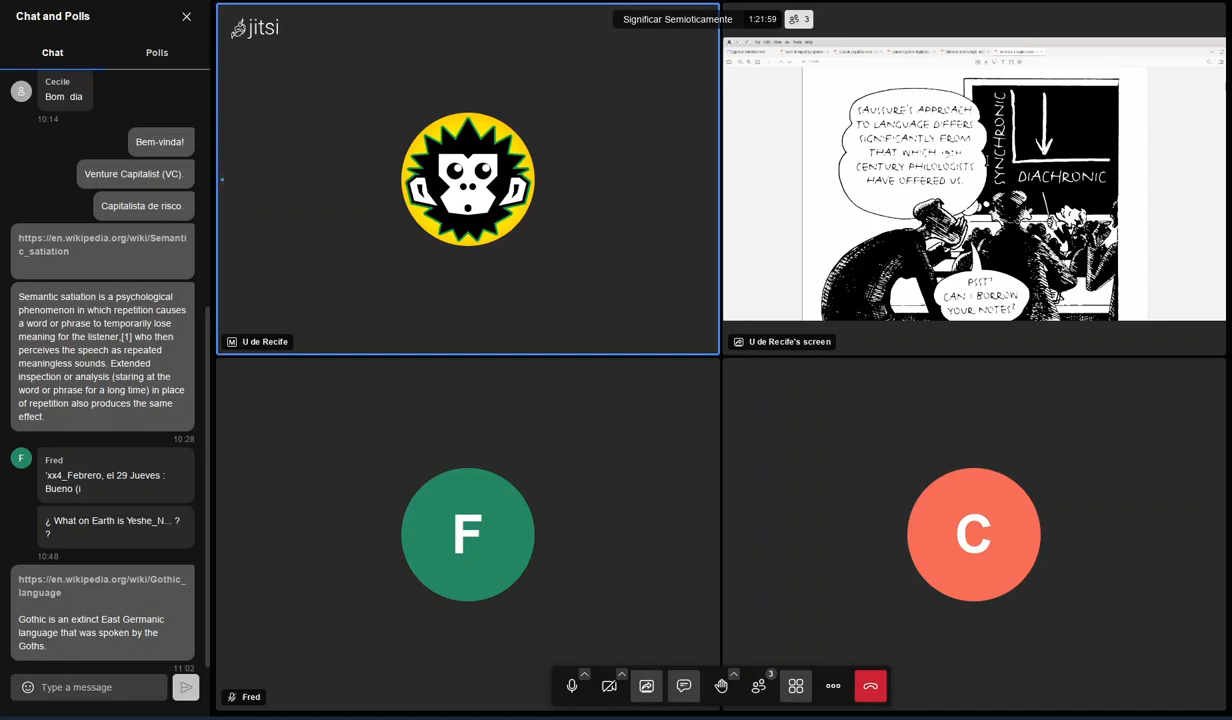 Chat and Polls
Chat
Polls
Cecile
Bom dia
10:14
Bem-vinda!
Venture Capitalist (VC).
Capitalista de risco.
https://en.wikipedia.org/wiki/Semanti
c_satiation
Semantic satiation is a psychological
phenomenon in which repetition causes
a word or phrase to temporarily lose
meaning for the listener,[1] who then
perceives the speech as repeated
meaningless sounds. Extended
inspection or analysis (staring at the
word or phrase for a long time) in place
of repetition also produces the same
effect.
10:28
F
Fred
'xx4_Febrero, el 29 Jueves :
Bueno (i
¿ What on Earth is Yeshe_N... ?
?
10:48
https://en.wikipedia.org/wiki/Gothic_
language
Gothic is an extinct East Germanic
language that was spoken by the
Goths.
11:02
Type a message
jitsi
Significar Semioticamente
1:21:59
3
U de Recife
SAUSSURE'S APPROACH
TO LANGUAGE DIFFERS
SIGNIFICANTLY FROM
THAT WHICH 19TH
CENTURY PHILOLOGISTS
HAVE OFFERED US.
SYNCHRONIC
DIACHRONIC
PSST!
CAN I BORROW
YOUR NOTES?
U de Recife's screen
F
C
Fred
3